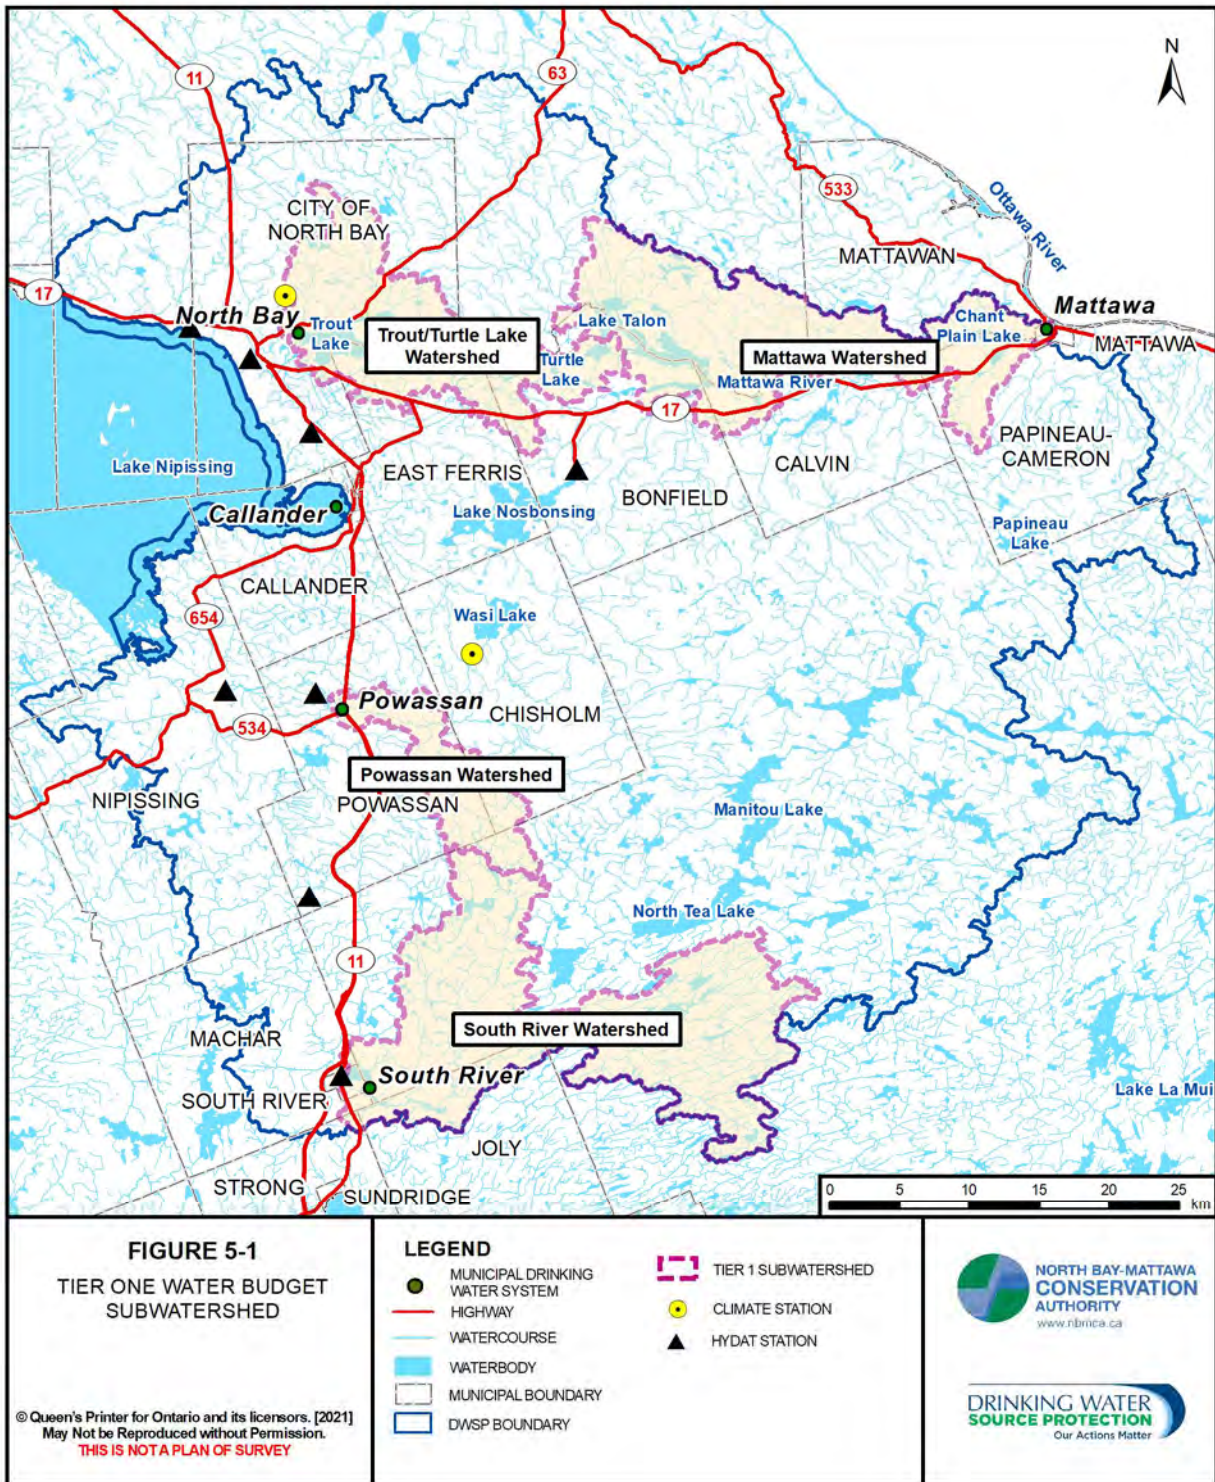 N
11
63
533
Ottawa River
CITY OF
NORTH BAY
MATTAWAN
17
North Bay
Trout
Lake
Trout/Turtle Lake
Watershed
Lake Talon
Chant
Plain Lake
Mattawa
MATTAWA
Turtle
Lake
Mattawa Watershed
Mattawa River
17
Lake Nipissing
EAST FERRIS
CALVIN
PAPINEAU-
CAMERON
BONFIELD
Callander
Lake Nosbonsing
Papineau
Lake
CALLANDER
654
Wasi Lake
Powassan
CHISHOLM
534
Powassan Watershed
NIPISSING
POWASSAN
Manitou Lake
North Tea Lake
11
South River Watershed
MACHAR
South River
SOUTH RIVER
Lake La Mui
JOLY
STRONG
SUNDRIDGE
0 5 10 15 20 25
km
FIGURE 5-1
TIER ONE WATER BUDGET
SUBWATERSHED
© Queen's Printer for Ontario and its licensors. [2021]
May Not be Reproduced without Permission.
THIS IS NOT A PLAN OF SURVEY
LEGEND
MUNICIPAL DRINKING
WATER SYSTEM
HIGHWAY
WATERCOURSE
WATERBODY
MUNICIPAL BOUNDARY
DWSP BOUNDARY
TIER 1 SUBWATERSHED
CLIMATE STATION
HYDAT STATION
NORTH BAY-MATTAWA
CONSERVATION
AUTHORITY
www.nbmca.ca
DRINKING WATER
SOURCE PROTECTION
Our Actions Matter